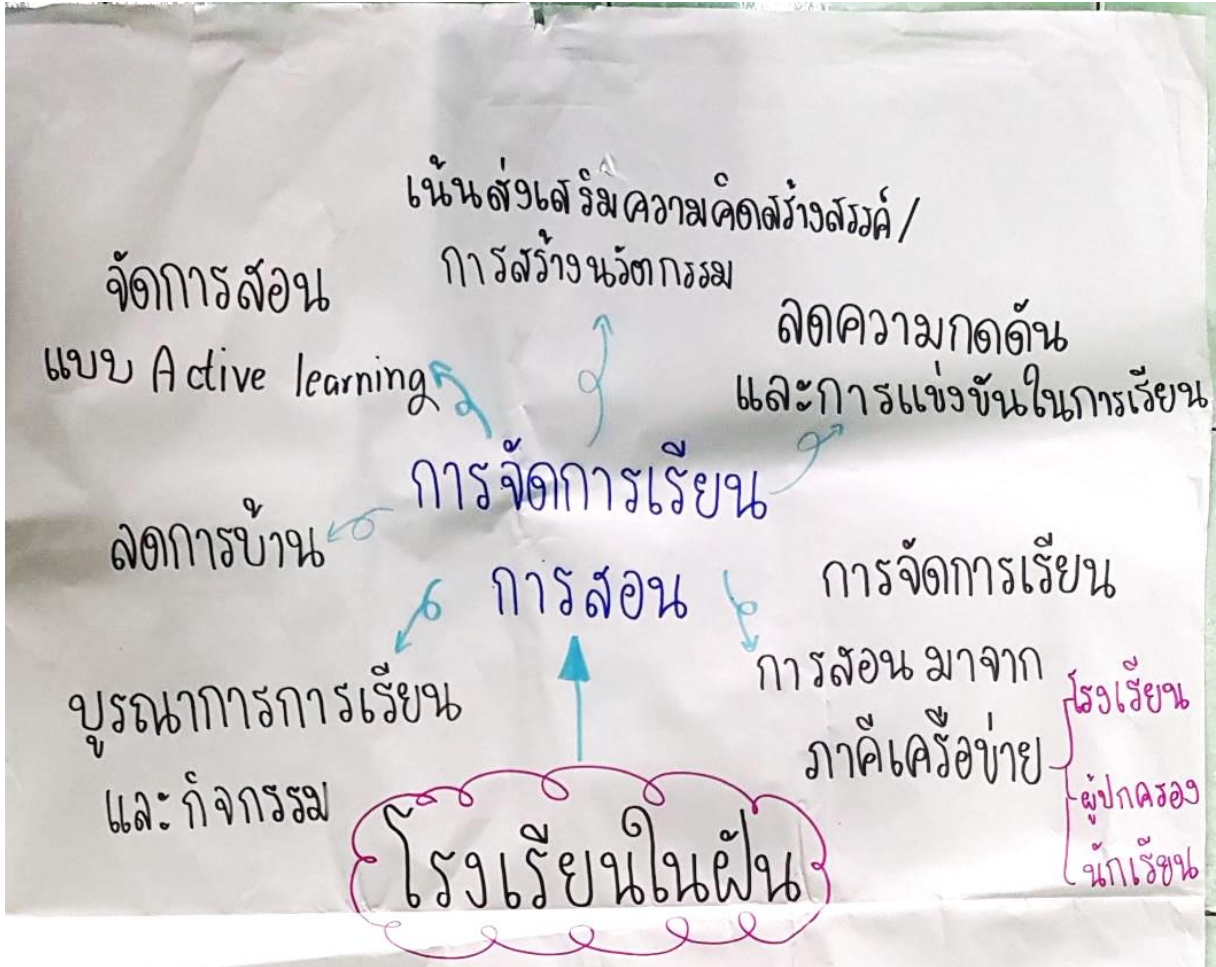 เน้นส่งเสริมความคิดสร้างสรรค์/
การสร้างนวัตกรรม
จัดการสอน
แบบ Active learning
ลดความกดดัน
และการแข่งขันในการเรียน
การจัดการเรียน
การสอน
ลดการบ้าน
การจัดการเรียน
การสอน มาจาก
ภาคีเครือข่าย
โรงเรียน
ผู้ปกครอง
นักเรียน
บูรณาการการเรียน
และกิจกรรม
โรงเรียนในฝัน